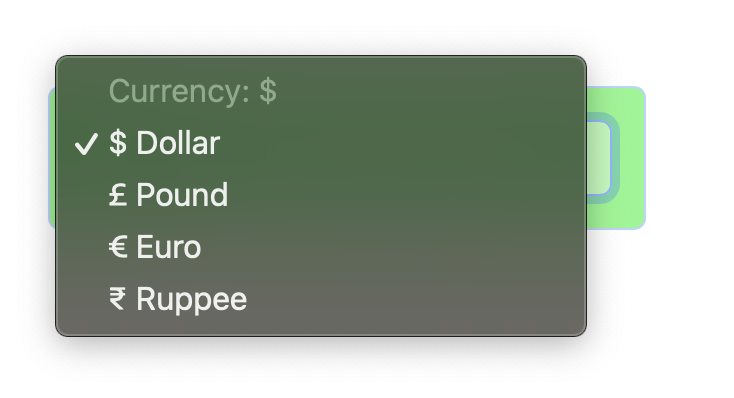 Currency: $
✓ $ Dollar
£ Pound
€ Euro
₹ Ruppee